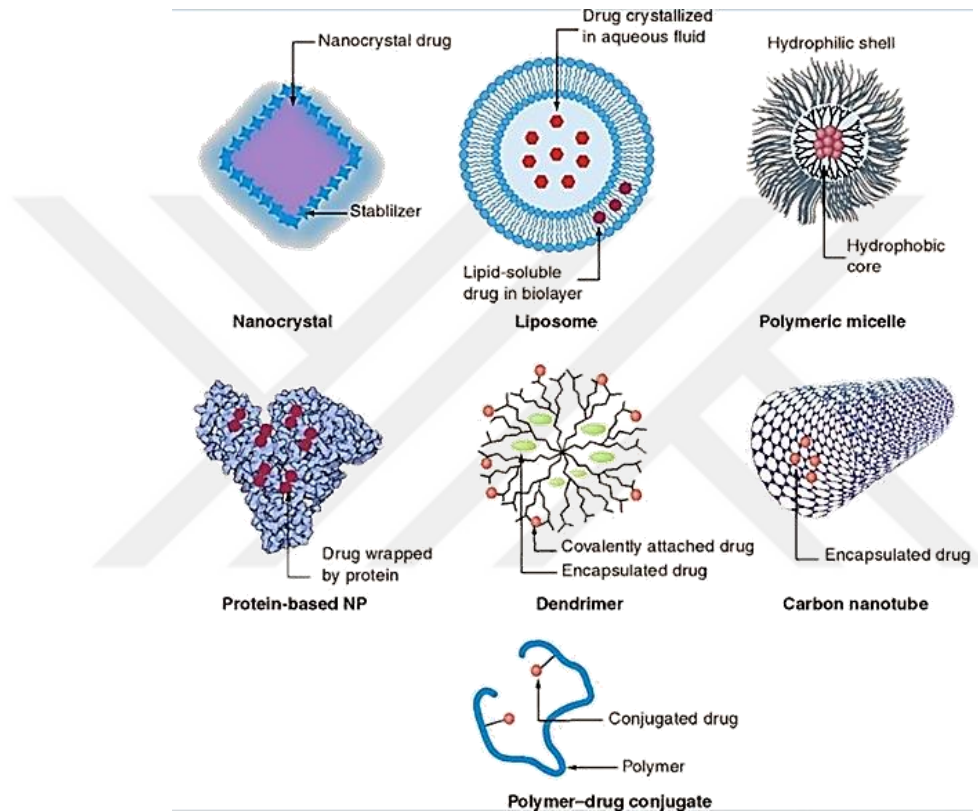 Nanocrystal drug
Stablilzer
Nanocrystal
Drug crystallized
in aqueous fluid
Lipid-soluble
drug in biolayer
Liposome
Hydrophilic shell
Hydrophobic
core
Polymeric micelle
Drug wrapped
by protein
Protein-based NP
Covalently attached drug
Encapsulated drug
Dendrimer
Encapsulated drug
Carbon nanotube
Conjugated drug
Polymer
Polymer–drug conjugate